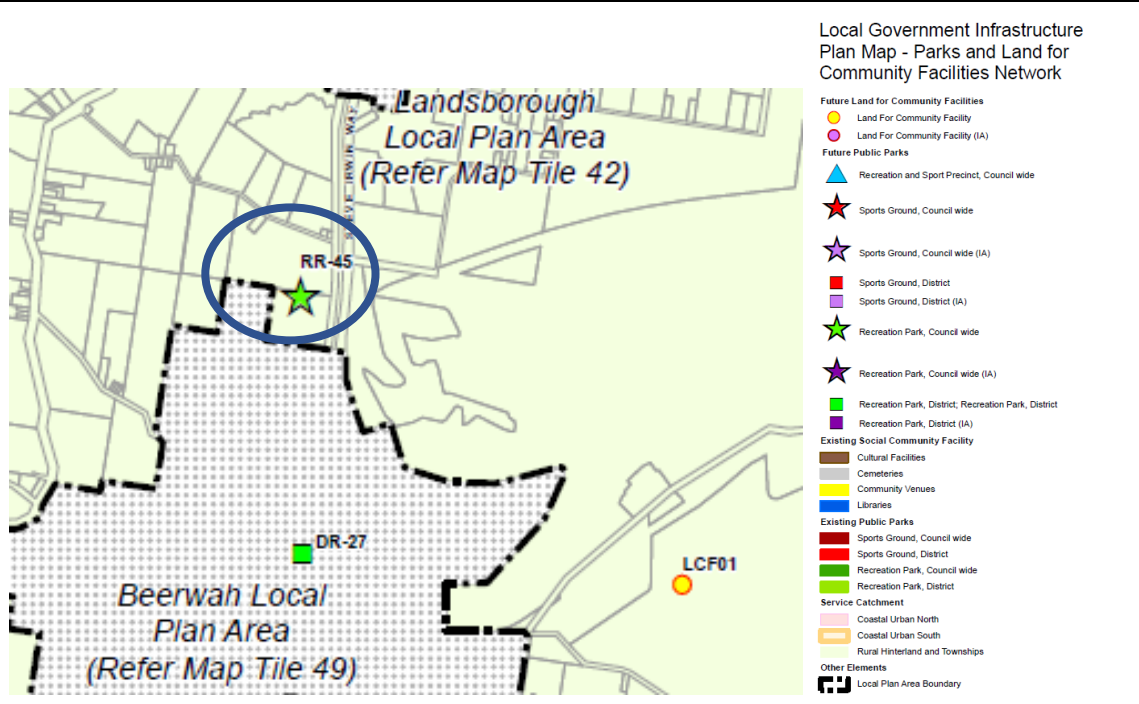 Local Government Infrastructure
Plan Map - Parks and Land for
Community Facilities Network
Landsborough
Local Plan Area
(Refer Map Tile 42)
STEVE IRWIN WAY
RR-45
DR-27
LCF01
Beerwah Local
Plan Area
(Refer Map Tile 49)
Future Land for Community Facilities
Land For Community Facility
Land For Community Facility (IA)
Future Public Parks
Recreation and Sport Precinct, Council wide
Sports Ground, Council wide
Sports Ground, Council wide (IA)
Sports Ground, District
Sports Ground, District (IA)
Recreation Park, Council wide
Recreation Park, Council wide (IA)
Recreation Park, District; Recreation Park, District
Recreation Park, District (IA)
Existing Social Community Facility
Cultural Facilities
Cemeteries
Community Venues
Libraries
Existing Public Parks
Sports Ground, Council wide
Sports Ground, District
Recreation Park, Council wide
Recreation Park, District
Service Catchment
Coastal Urban North
Coastal Urban South
Rural Hinterland and Townships
Other Elements
Local Plan Area Boundary